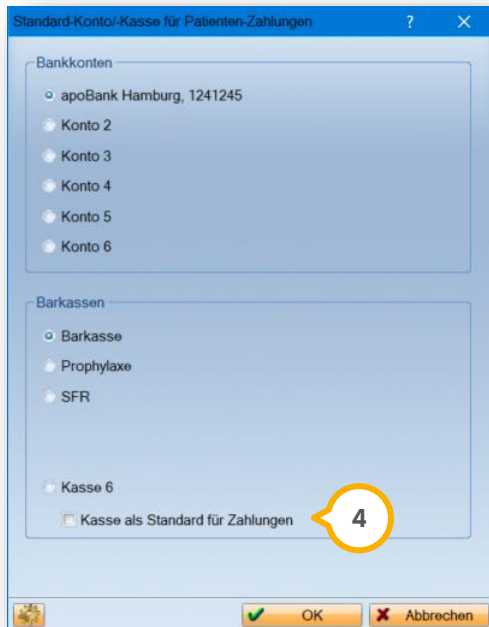 Standard-Konto/-Kasse für Patienten-Zahlungen ? ×
Bankkonten
apoBank Hamburg, 1241245
Konto 2
Konto 3
Konto 4
Konto 5
Konto 6
Barkassen
Barkasse
Prophylaxe
SFR
Kasse 6
Kasse als Standard für Zahlungen
4
OK
Abbrechen